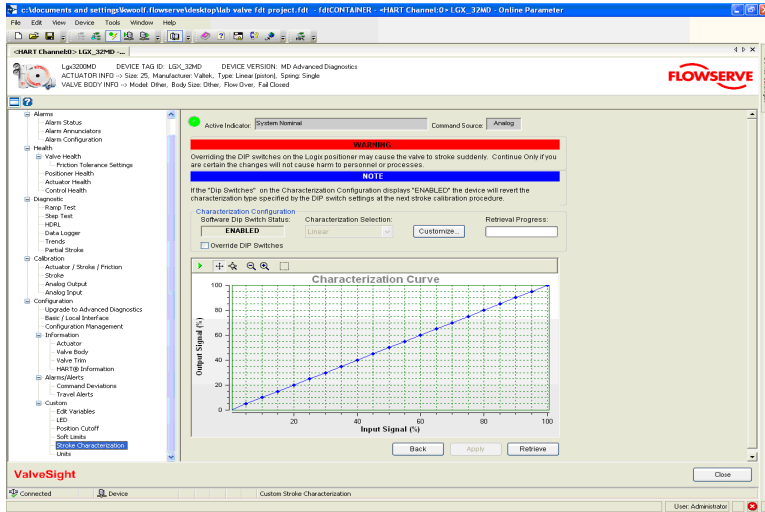 c:\documents and settings\kwoolf.flowserve\desktop\lab valve fdt project.fdt - fdtCONTAINER - <HART Channel:0> LGX_32MD - Online Parameter
File Edit View Device Tools Window Help
<HART Channel:0> LGX_32MD -...
Lgx3200MD DEVICE TAG ID: LGX_32MD DEVICE VERSION: MD Advanced Diagnostics
ACTUATOR INFO --> Size: 25, Manufacturer: Valtek, Type: Linear (piston), Spring: Single
VALVE BODY INFO --> Model: Other, Body Size: Other, Flow Over, Fail Closed
FLOWSERVE
Alarms
Alarm Status
Alarm Annunciators
Alarm Configuration
Health
Valve Health
Friction Tolerance Settings
Positioner Health
Actuator Health
Control Health
Diagnostic
Ramp Test
Step Test
HDRL
Data Logger
Trends
Partial Stroke
Calibration
Actuator / Stroke / Friction
Stroke
Analog Output
Analog Input
Configuration
Upgrade to Advanced Diagnostics
Basic / Local Interface
Configuration Management
Information
Actuator
Valve Body
Valve Trim
HART® Information
Alarms/Alerts
Command Deviations
Travel Alerts
Custom
Edit Variables
LED
Position Cutoff
Soft Limits
Stroke Characterization
Units
Active Indicator: System Nominal Command Source: Analog
WARNING
Overriding the DIP switches on the Logix positioner may cause the valve to stroke suddenly. Continue Only if you
are certain the changes will not cause harm to personnel or processes.
NOTE
If the "Dip Switches" on the Characterization Configuration displays "ENABLED" the device will revert the
characterization type specified by the DIP switch settings at the next stroke calibration procedure.
Characterization Configuration
Software Dip Switch Status: Characterization Selection: Retrieval Progress:
ENABLED Linear Customize...
Override DIP Switches
Characterization Curve
100
80
60
40
20
0
Output Signal (%)
20 40 60 80 100
Input Signal (%)
Back Apply Retrieve
ValveSight
Close
Connected Device Custom Stroke Characterization
User: Administrator